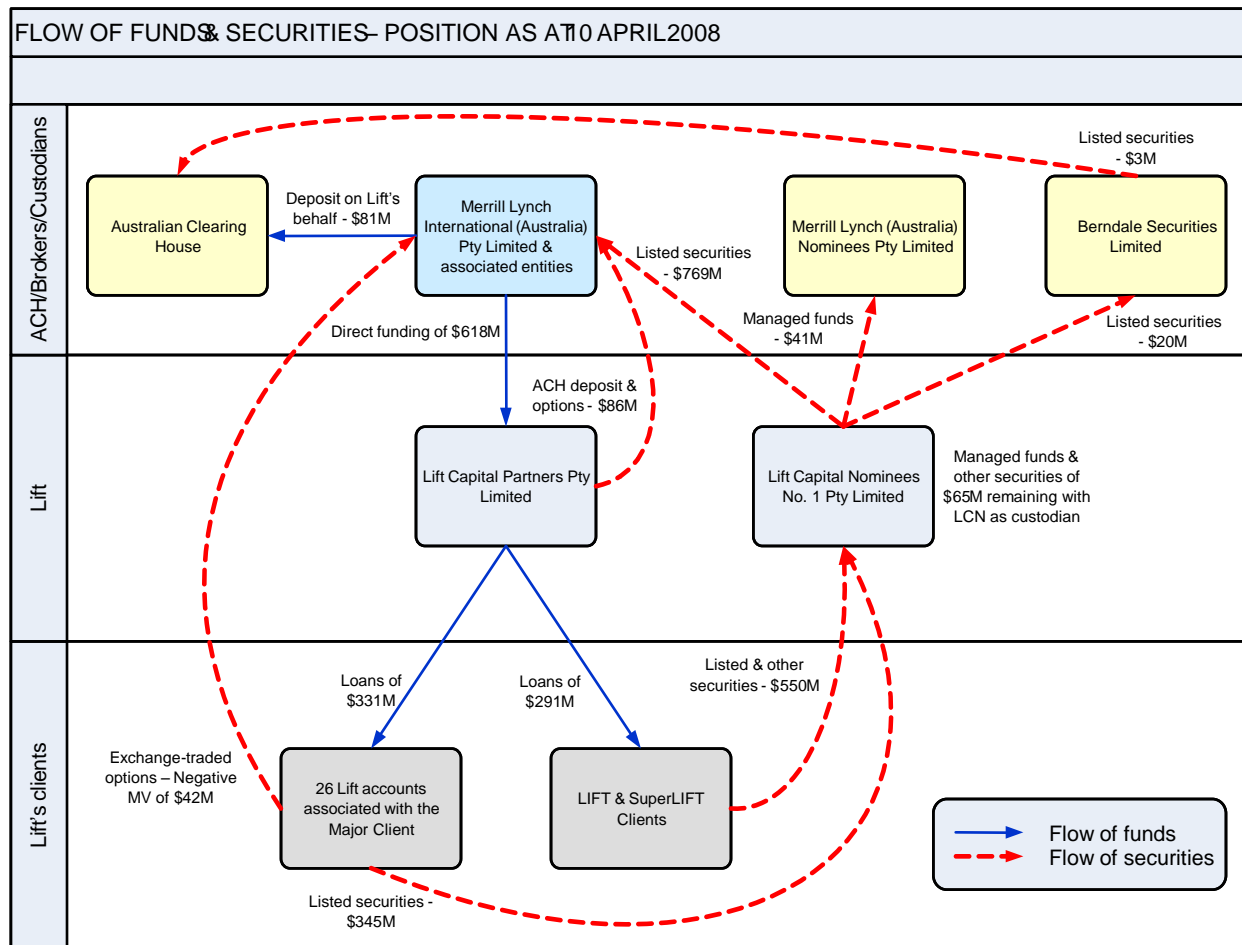 FLOW OF FUNDS & SECURITIES – POSITION AS AT 10 APRIL 2008
ACH/Brokers/Custodians
Listed securities
- $3M
Australian Clearing
House
Deposit on Lift's
behalf - $81M
Merrill Lynch
International (Australia)
Pty Limited &
associated entities
Listed securities
- $769M
Merrill Lynch (Australia)
Nominees Pty Limited
Berndale Securities
Limited
Direct funding of $618M
Managed funds
- $41M
Listed securities
- $20M
Lift
ACH deposit &
options - $86M
Lift Capital Partners Pty
Limited
Lift Capital Nominees
No. 1 Pty Limited
Managed funds &
other securities of
$65M remaining with
LCN as custodian
Lift's clients
Loans of
$331M
Loans of
$291M
Listed & other
securities - $550M
Exchange-traded
options – Negative
MV of $42M
26 Lift accounts
associated with the
Major Client
LIFT & SuperLIFT
Clients
Listed securities -
$345M
Flow of funds
Flow of securities